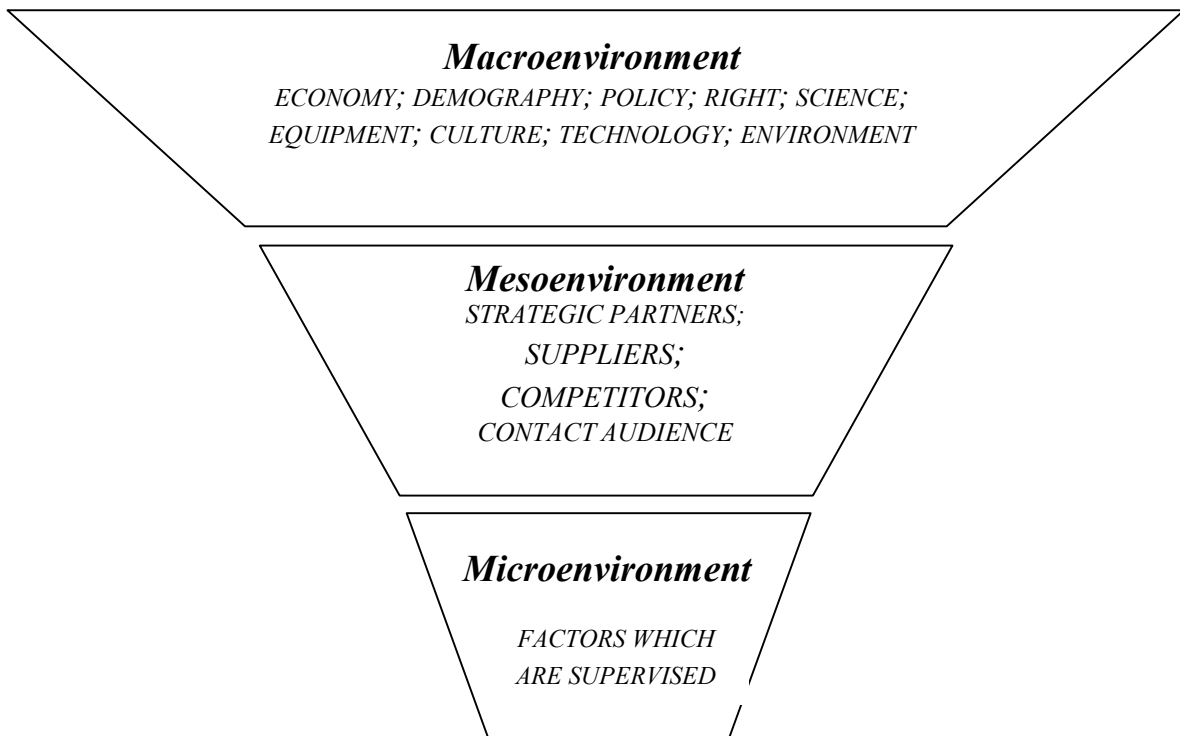 Macroenvironment
ECONOMY; DEMOGRAPHY; POLICY; RIGHT; SCIENCE;
EQUIPMENT; CULTURE; TECHNOLOGY; ENVIRONMENT
Mesoenvironment
STRATEGIC PARTNERS;
SUPPLIERS;
COMPETITORS;
CONTACT AUDIENCE
Microenvironment
FACTORS WHICH
ARE SUPERVISED